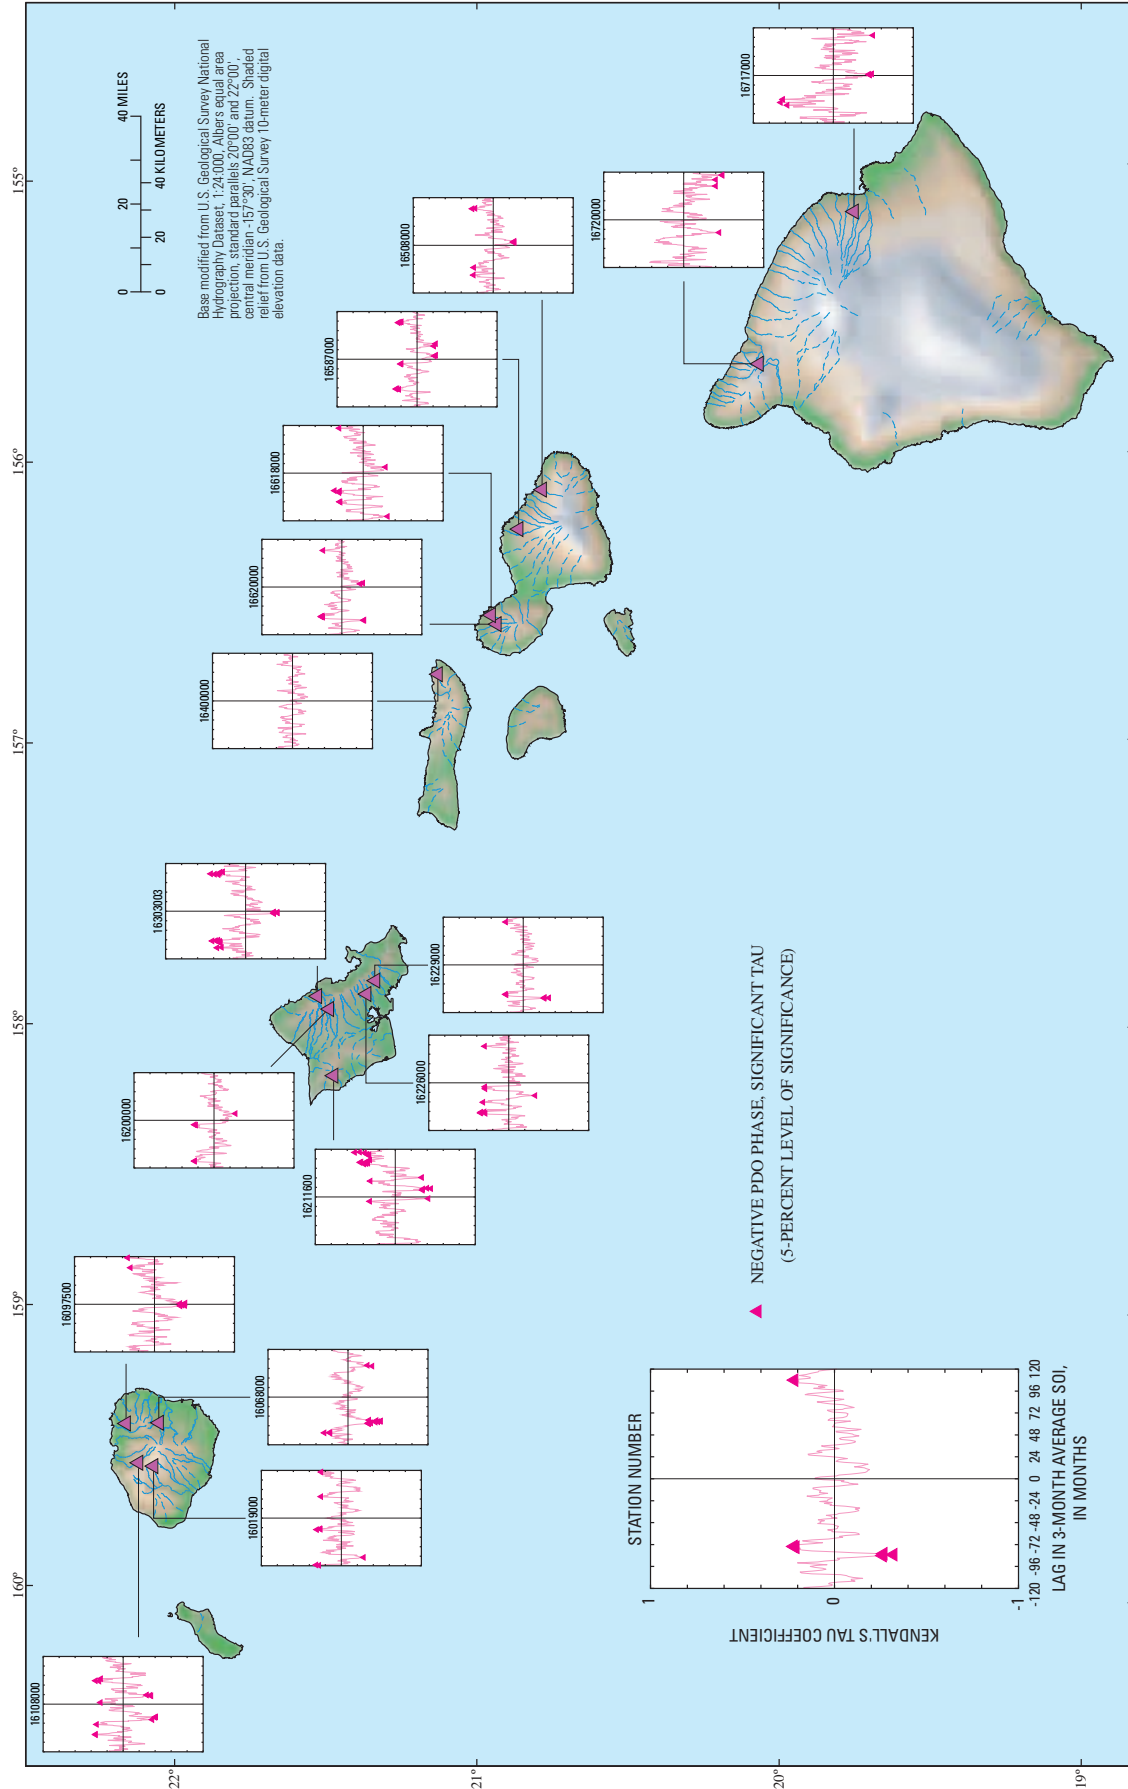 160°
159°
158°
157°
156°
155°
22°
21°
20°
19°
0 20 40 MILES
0 20 40 KILOMETERS
Base modified from U.S. Geological Survey National
Hydrography Dataset, 1:24:000, Albers equal area
projection, standard parallels 20°00' and 22°00',
central meridian -157°30', NAD83 datum. Shaded
relief from U.S. Geological Survey 10-meter digital
elevation data.
16108000
16097500
16019000
16068000
16200000
16211600
16303003
16226000
16229000
16400000
16620000
16618000
16587000
16508000
16720000
16717000
STATION NUMBER
KENDALL'S TAU COEFFICIENT
1
0
-1
-120 -96 -72 -48 -24 0 24 48 72 96 120
LAG IN 3-MONTH AVERAGE SOI,
IN MONTHS
NEGATIVE PDO PHASE, SIGNIFICANT TAU
(5-PERCENT LEVEL OF SIGNIFICANCE)